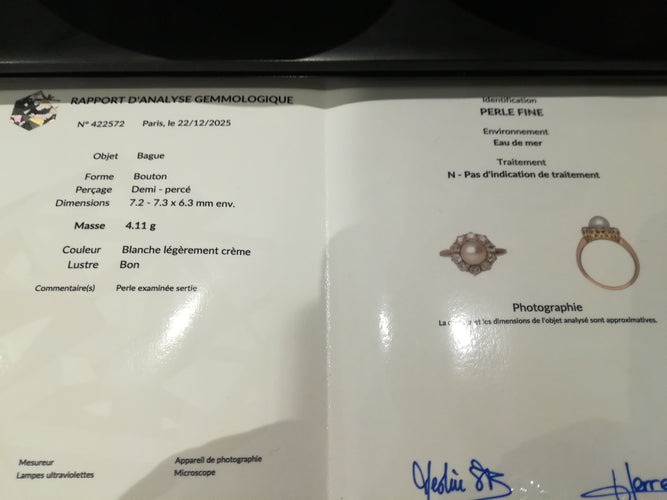 RAPPORT D'ANALYSE GEMMOLOGIQUE
N° 422572 Paris, le 22/12/2025
Objet Bague
Forme Bouton
Perçage Demi - percé
Dimensions 7.2 - 7.3 x 6.3 mm env.
Masse 4.11 g
Couleur Blanche légèrement crème
Lustre Bon
Commentaire(s) Perle examinée sertie
Mesureur Appareil de photographie
Lampes ultraviolettes Microscope
Identification
PERLE FINE
Environnement
Eau de mer
Traitement
N - Pas d'indication de traitement
Photographie
La et les dimensions de l'objet analysé sont approximatives.